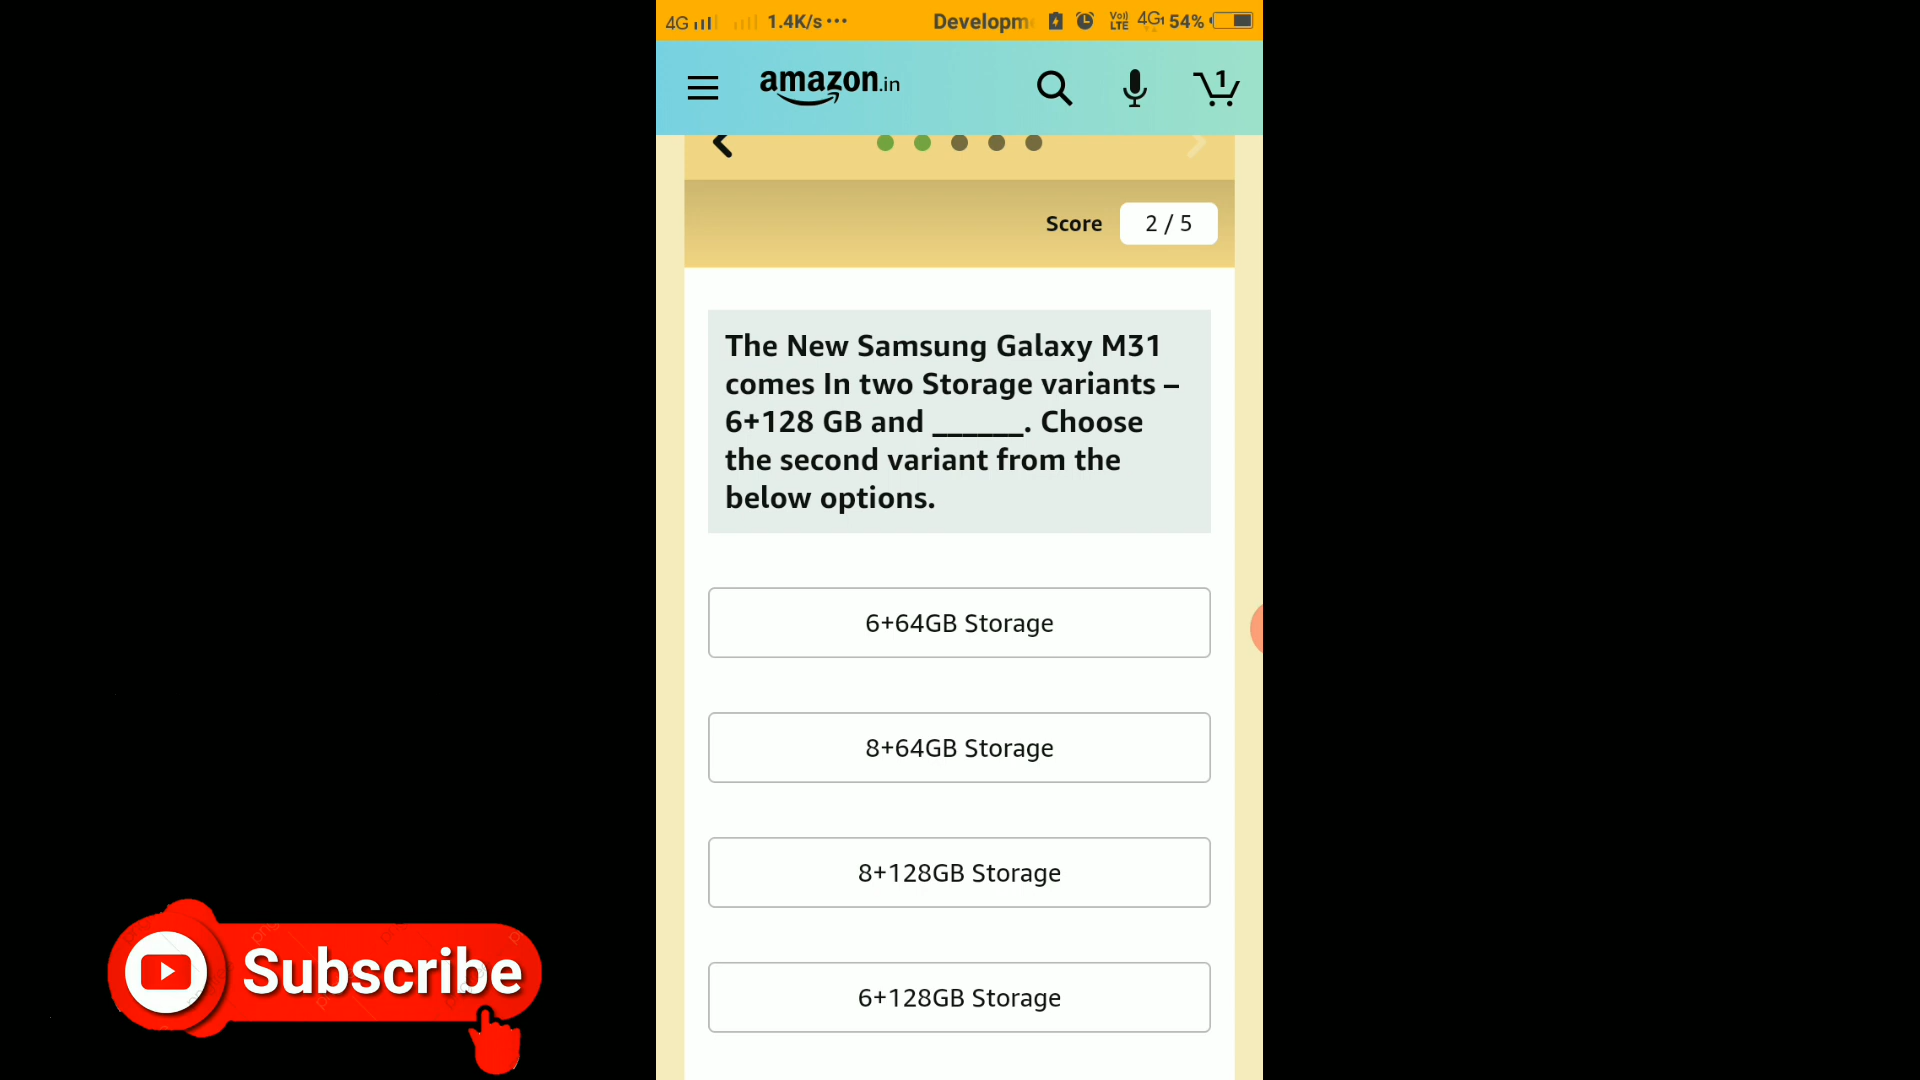 4G 1.4K/s ··· Developm Vo) LTE 4G 54%
amazon.in
1
Score 2 / 5
The New Samsung Galaxy M31
comes In two Storage variants –
6+128 GB and ______. Choose
the second variant from the
below options.
6+64GB Storage
8+64GB Storage
8+128GB Storage
6+128GB Storage
Subscribe